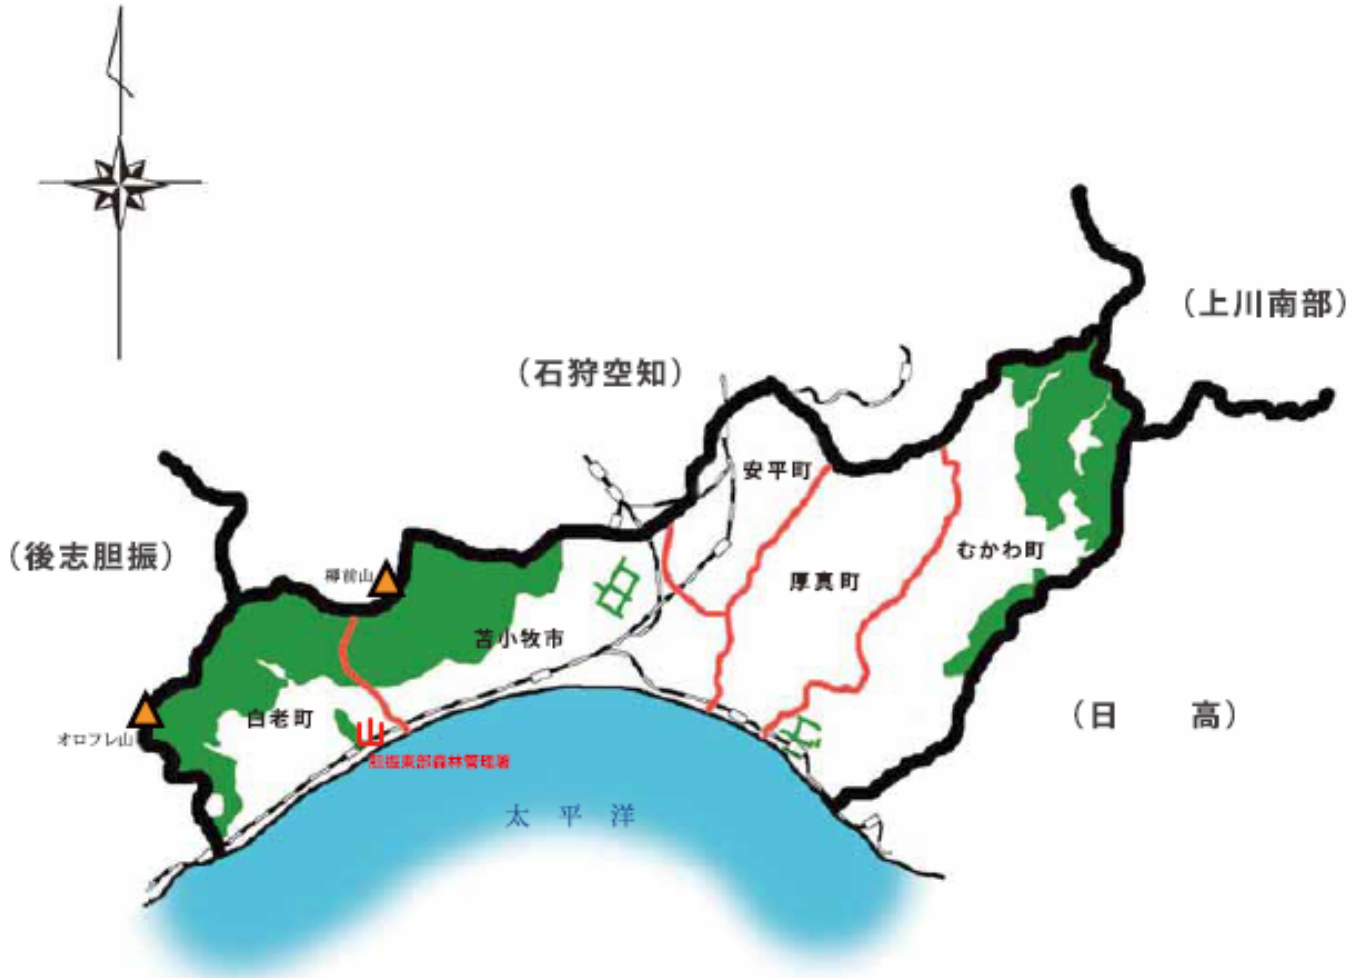 （上川南部）
（石狩空知）
安平町
（後志胆振）
むかわ町
樽前山
厚真町
苫小牧市
白老町
（日　　高）
オロフレ山
山
胆振東部森林管理署
太　平　洋